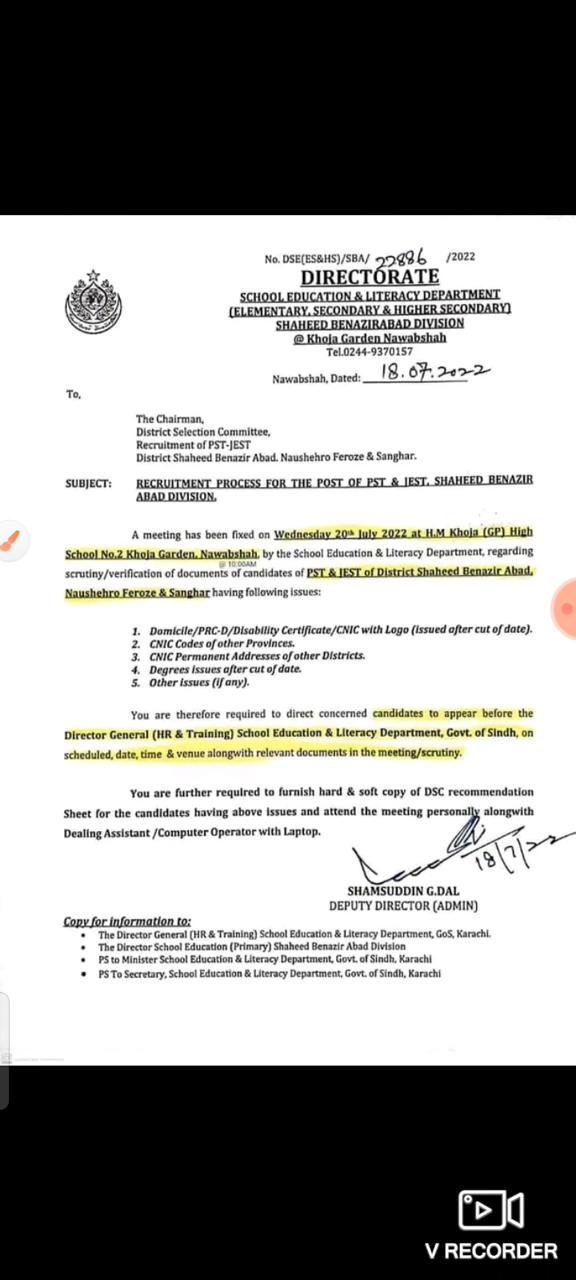 No. DSE(ES&HS)/SBA/ 22886 /2022
DIRECTORATE
SCHOOL EDUCATION & LITERACY DEPARTMENT
(ELEMENTARY, SECONDARY & HIGHER SECONDARY)
SHAHEED BENAZIRABAD DIVISION
@ Khoja Garden Nawabshah
Tel.0244-9370157
Nawabshah, Dated: 18.07.2022
To,
The Chairman,
District Selection Committee,
Recruitment of PST-JEST
District Shaheed Benazir Abad. Naushehro Feroze & Sanghar.
SUBJECT: RECRUITMENT PROCESS FOR THE POST OF PST & JEST, SHAHEED BENAZIR
ABAD DIVISION.
A meeting has been fixed on Wednesday 20th July 2022 at H.M Khoja (GP) High
School No.2 Khoja Garden, Nawabshah, by the School Education & Literacy Department, regarding
@ 10:00AM
scrutiny/verification of documents of candidates of PST & JEST of District Shaheed Benazir Abad,
Naushehro Feroze & Sanghar having following issues:
1. Domicile/PRC-D/Disability Certificate/CNIC with Logo (issued after cut of date).
2. CNIC Codes of other Provinces.
3. CNIC Permanent Addresses of other Districts.
4. Degrees issues after cut of date.
5. Other issues (if any).
You are therefore required to direct concerned candidates to appear before the
Director General (HR & Training) School Education & Literacy Department, Govt. of Sindh, on
scheduled, date, time & venue alongwith relevant documents in the meeting/scrutiny.
You are further required to furnish hard & soft copy of DSC recommendation
Sheet for the candidates having above issues and attend the meeting personally alongwith
Dealing Assistant /Computer Operator with Laptop.
18/7/22
SHAMSUDDIN G.DAL
DEPUTY DIRECTOR (ADMIN)
Copy for information to:
• The Director General (HR & Training) School Education & Literacy Department, GoS, Karachi.
• The Director School Education (Primary) Shaheed Benazir Abad Division
• PS to Minister School Education & Literacy Department, Govt. of Sindh, Karachi
• PS To Secretary, School Education & Literacy Department, Govt. of Sindh, Karachi
V RECORDER